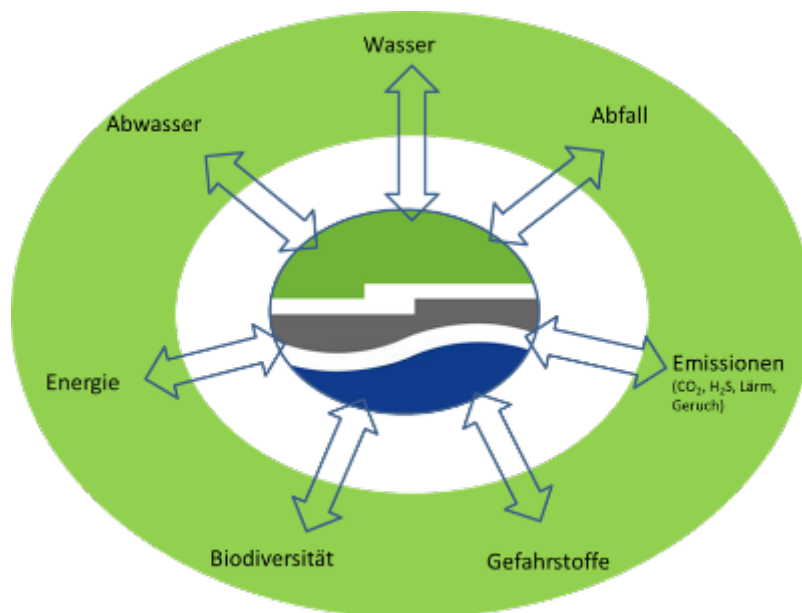 Wasser
Abfall
Abwasser
Emissionen
(CO₂, H₂S, Lärm,
Geruch)
Energie
Biodiversität
Gefahrstoffe